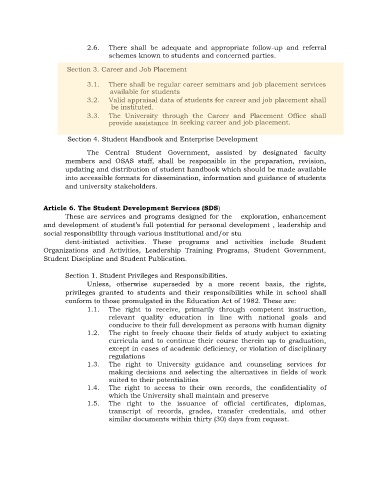 2.6. There shall be adequate and appropriate follow-up and referral
schemes known to students and concerned parties.
Section 3. Career and Job Placement
3.1. There shall be regular career seminars and job placement services
available for students
3.2. Valid appraisal data of students for career and job placement shall
be instituted.
3.3. The University through the Career and Placement Office shall
provide assistance in seeking career and job placement.
Section 4. Student Handbook and Enterprise Development
The Central Student Government, assisted by designated faculty
members and OSAS staff, shall be responsible in the preparation, revision,
updating and distribution of student handbook which should be made available
into accessible formats for dissemination, information and guidance of students
and university stakeholders.
Article 6. The Student Development Services (SDS)
These are services and programs designed for the exploration, enhancement
and development of student's full potential for personal development , leadership and
social responsibility through various institutional and/or stu
dent-initiated activities. These programs and activities include Student
Organizations and Activities, Leadership Training Programs, Student Government,
Student Discipline and Student Publication.
Section 1. Student Privileges and Responsibilities.
Unless, otherwise superseded by a more recent basis, the rights,
privileges granted to students and their responsibilities while in school shall
conform to those promulgated in the Education Act of 1982. These are:
1.1. The right to receive, primarily through competent instruction,
relevant quality education in line with national goals and
conducive to their full development as persons with human dignity
1.2. The right to freely choose their fields of study subject to existing
curricula and to continue their course therein up to graduation,
except in cases of academic deficiency, or violation of disciplinary
regulations
1.3. The right to University guidance and counseling services for
making decisions and selecting the alternatives in fields of work
suited to their potentialities
1.4. The right to access to their own records, the confidentiality of
which the University shall maintain and preserve
1.5. The right to the issuance of official certificates, diplomas,
transcript of records, grades, transfer credentials, and other
similar documents within thirty (30) days from request.